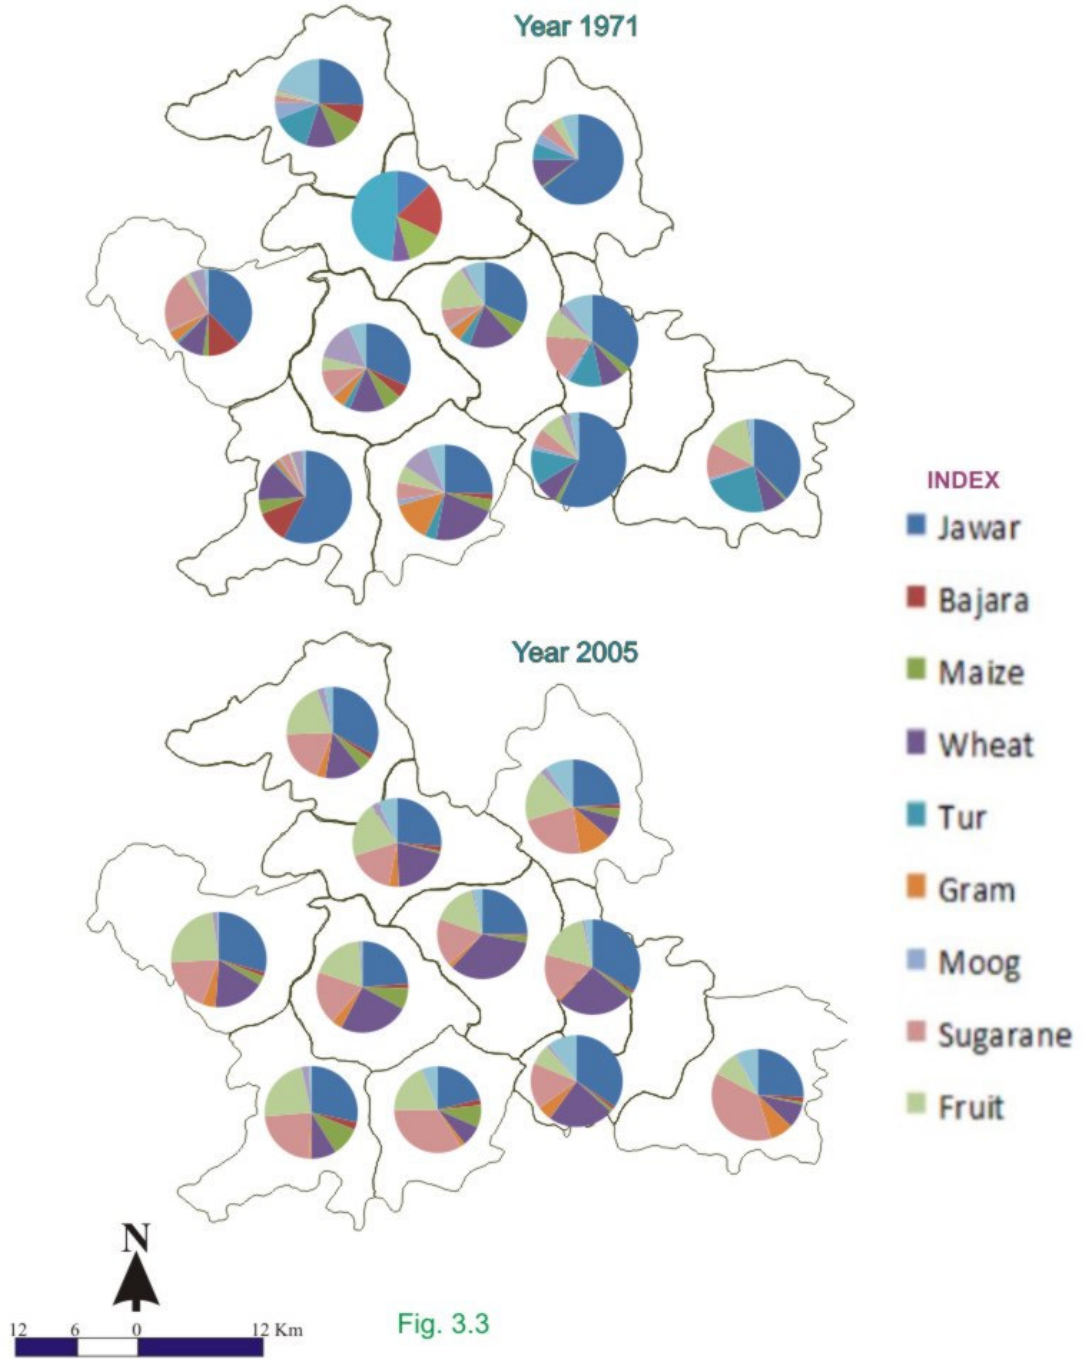 Year 1971
INDEX
Jawar
Bajara
Maize
Wheat
Tur
Gram
Moog
Sugarane
Fruit
Year 2005
N
12 6 0 12 Km
Fig. 3.3